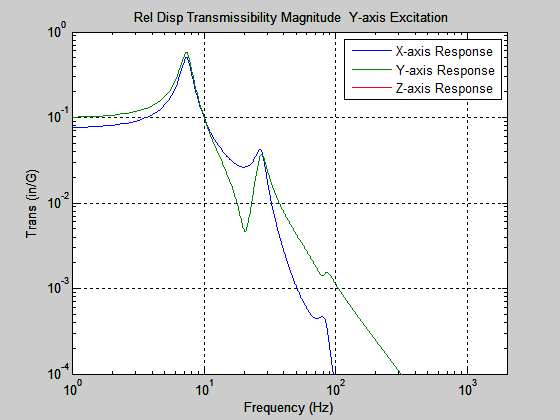 Rel Disp Transmissibility Magnitude  Y-axis Excitation
X-axis Response
Y-axis Response
Z-axis Response
Trans (in/G)
10^0
10^-1
10^-2
10^-3
10^-4
10^0 10^1 10^2 10^3
Frequency (Hz)